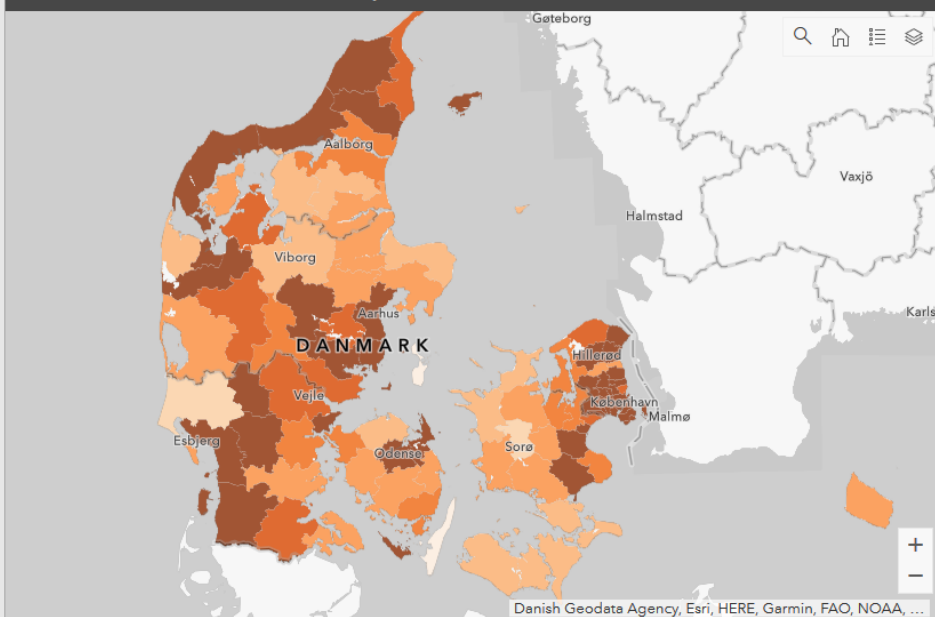 Göteborg
Aalborg
Vaxjö
Halmstad
Viborg
Aarhus
Karls
DANMARK
Hillerød
Vejle
København
Malmø
Esbjerg
Sorø
Odense
+
−
Danish Geodata Agency, Esri, HERE, Garmin, FAO, NOAA, ...